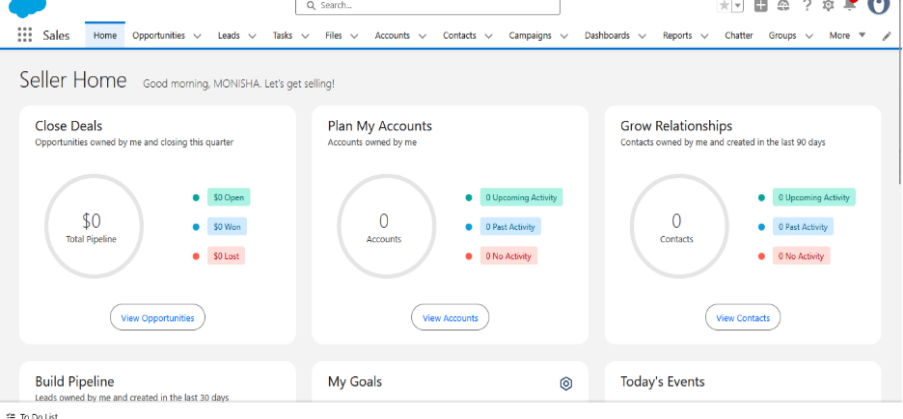 Search...
Sales Home Opportunities Leads Tasks Files Accounts Contacts Campaigns Dashboards Reports Chatter Groups More
Seller Home Good morning, MONISHA. Let's get selling!
Close Deals
Opportunities owned by me and closing this quarter
$0
Total Pipeline
$0 Open
$0 Won
$0 Lost
View Opportunities
Plan My Accounts
Accounts owned by me
0
Accounts
0 Upcoming Activity
0 Past Activity
0 No Activity
View Accounts
Grow Relationships
Contacts owned by me and created in the last 90 days
0
Contacts
0 Upcoming Activity
0 Past Activity
0 No Activity
View Contacts
Build Pipeline
Leads owned by me and created in the last 30 days
My Goals
Today's Events
To Do List